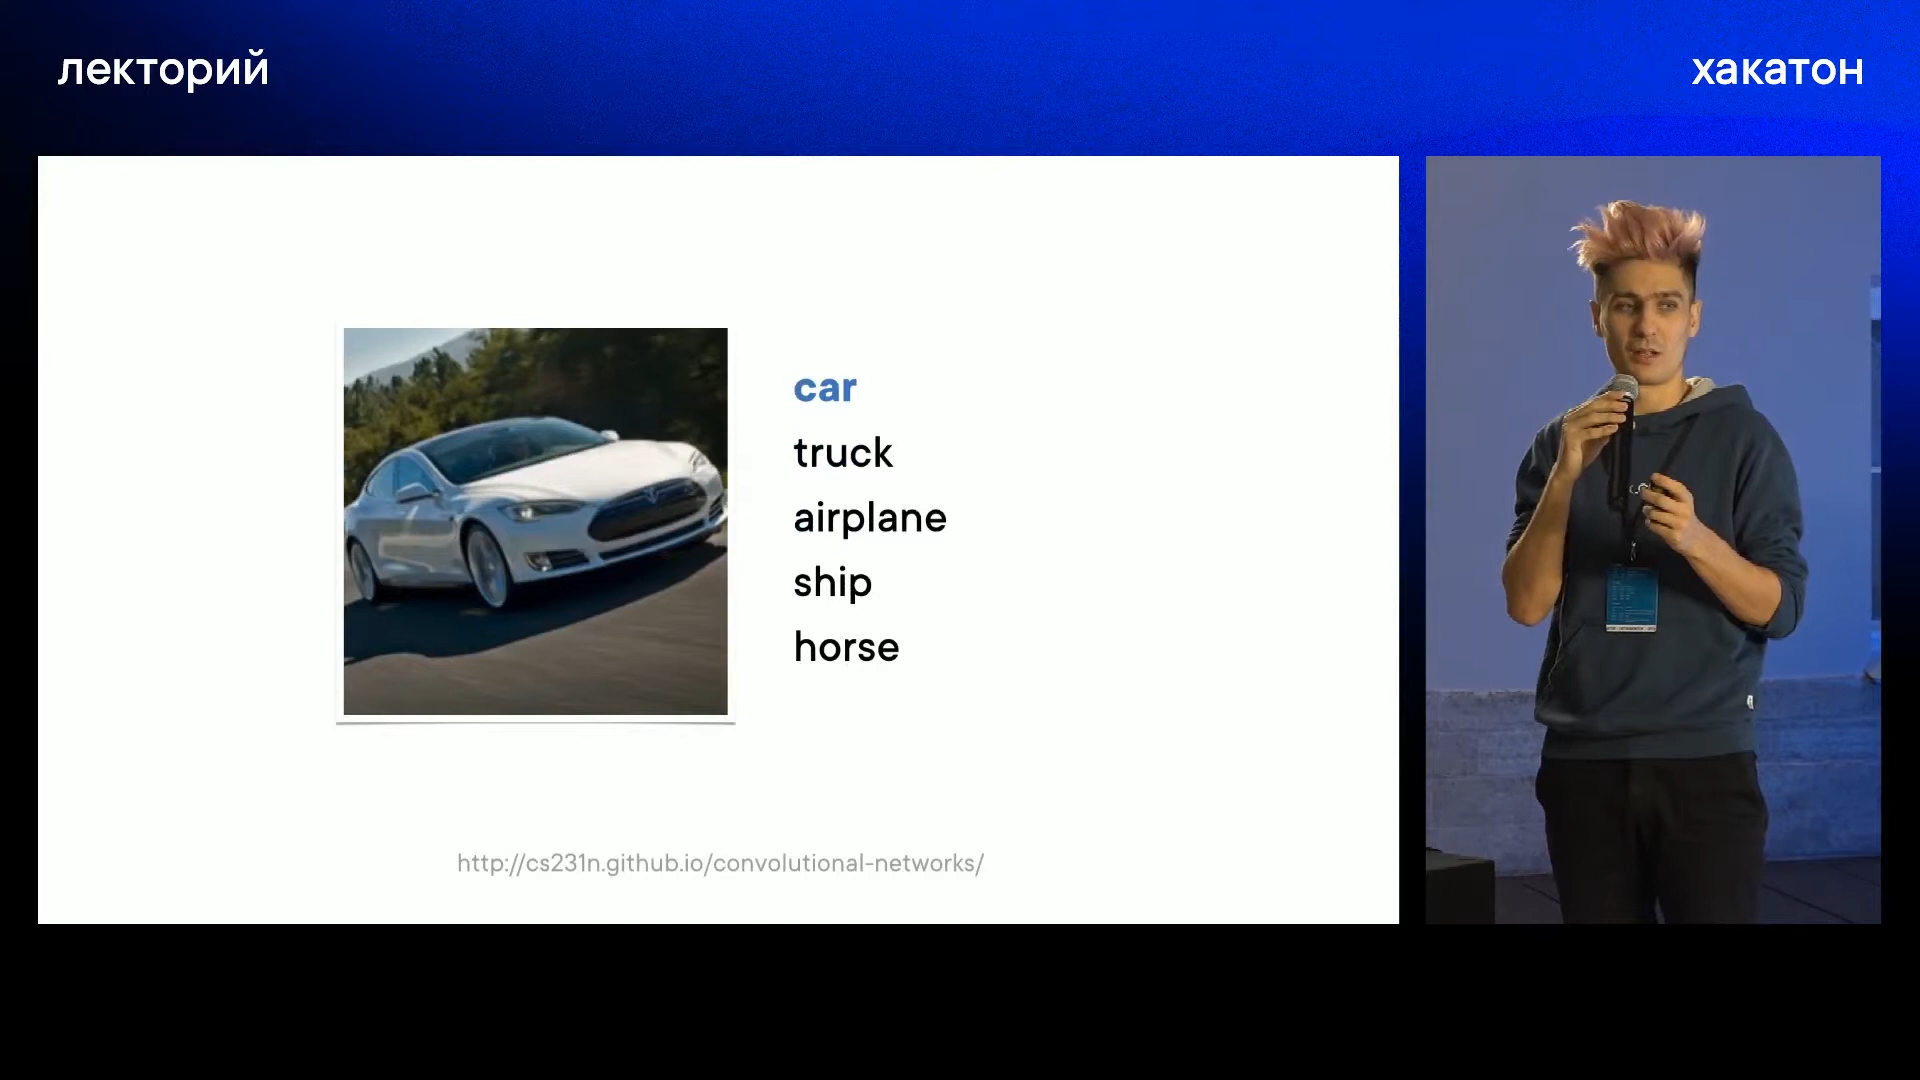 лекторий
хакатон
car
truck
airplane
ship
horse
http://cs231n.github.io/convolutional-networks/